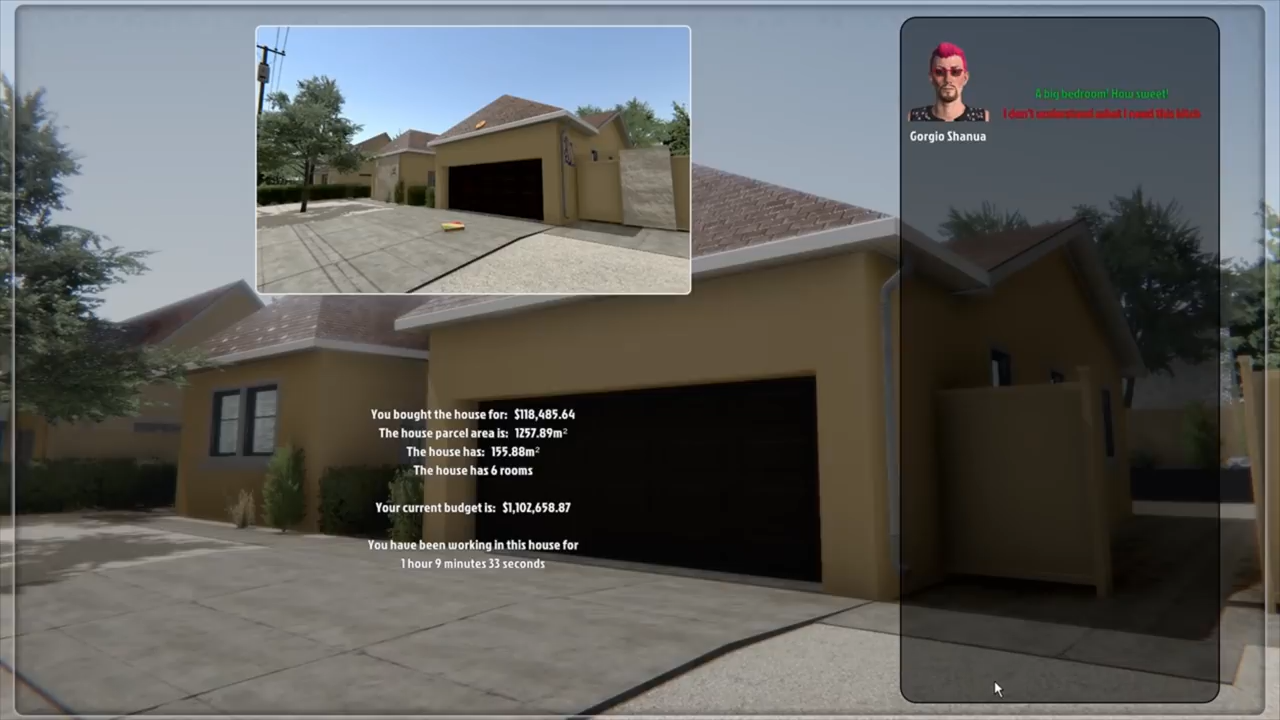 A big bedroom! How sweet!
I don't understand what I need this
Gorgio Shanua
You bought the house for: $118,485.64
The house parcel area is: 1257.89m²
The house has: 155.88m²
The house has 6 rooms
Your current budget is: $1,102,658.87
You have been working in this house for
1 hour 9 minutes 33 seconds